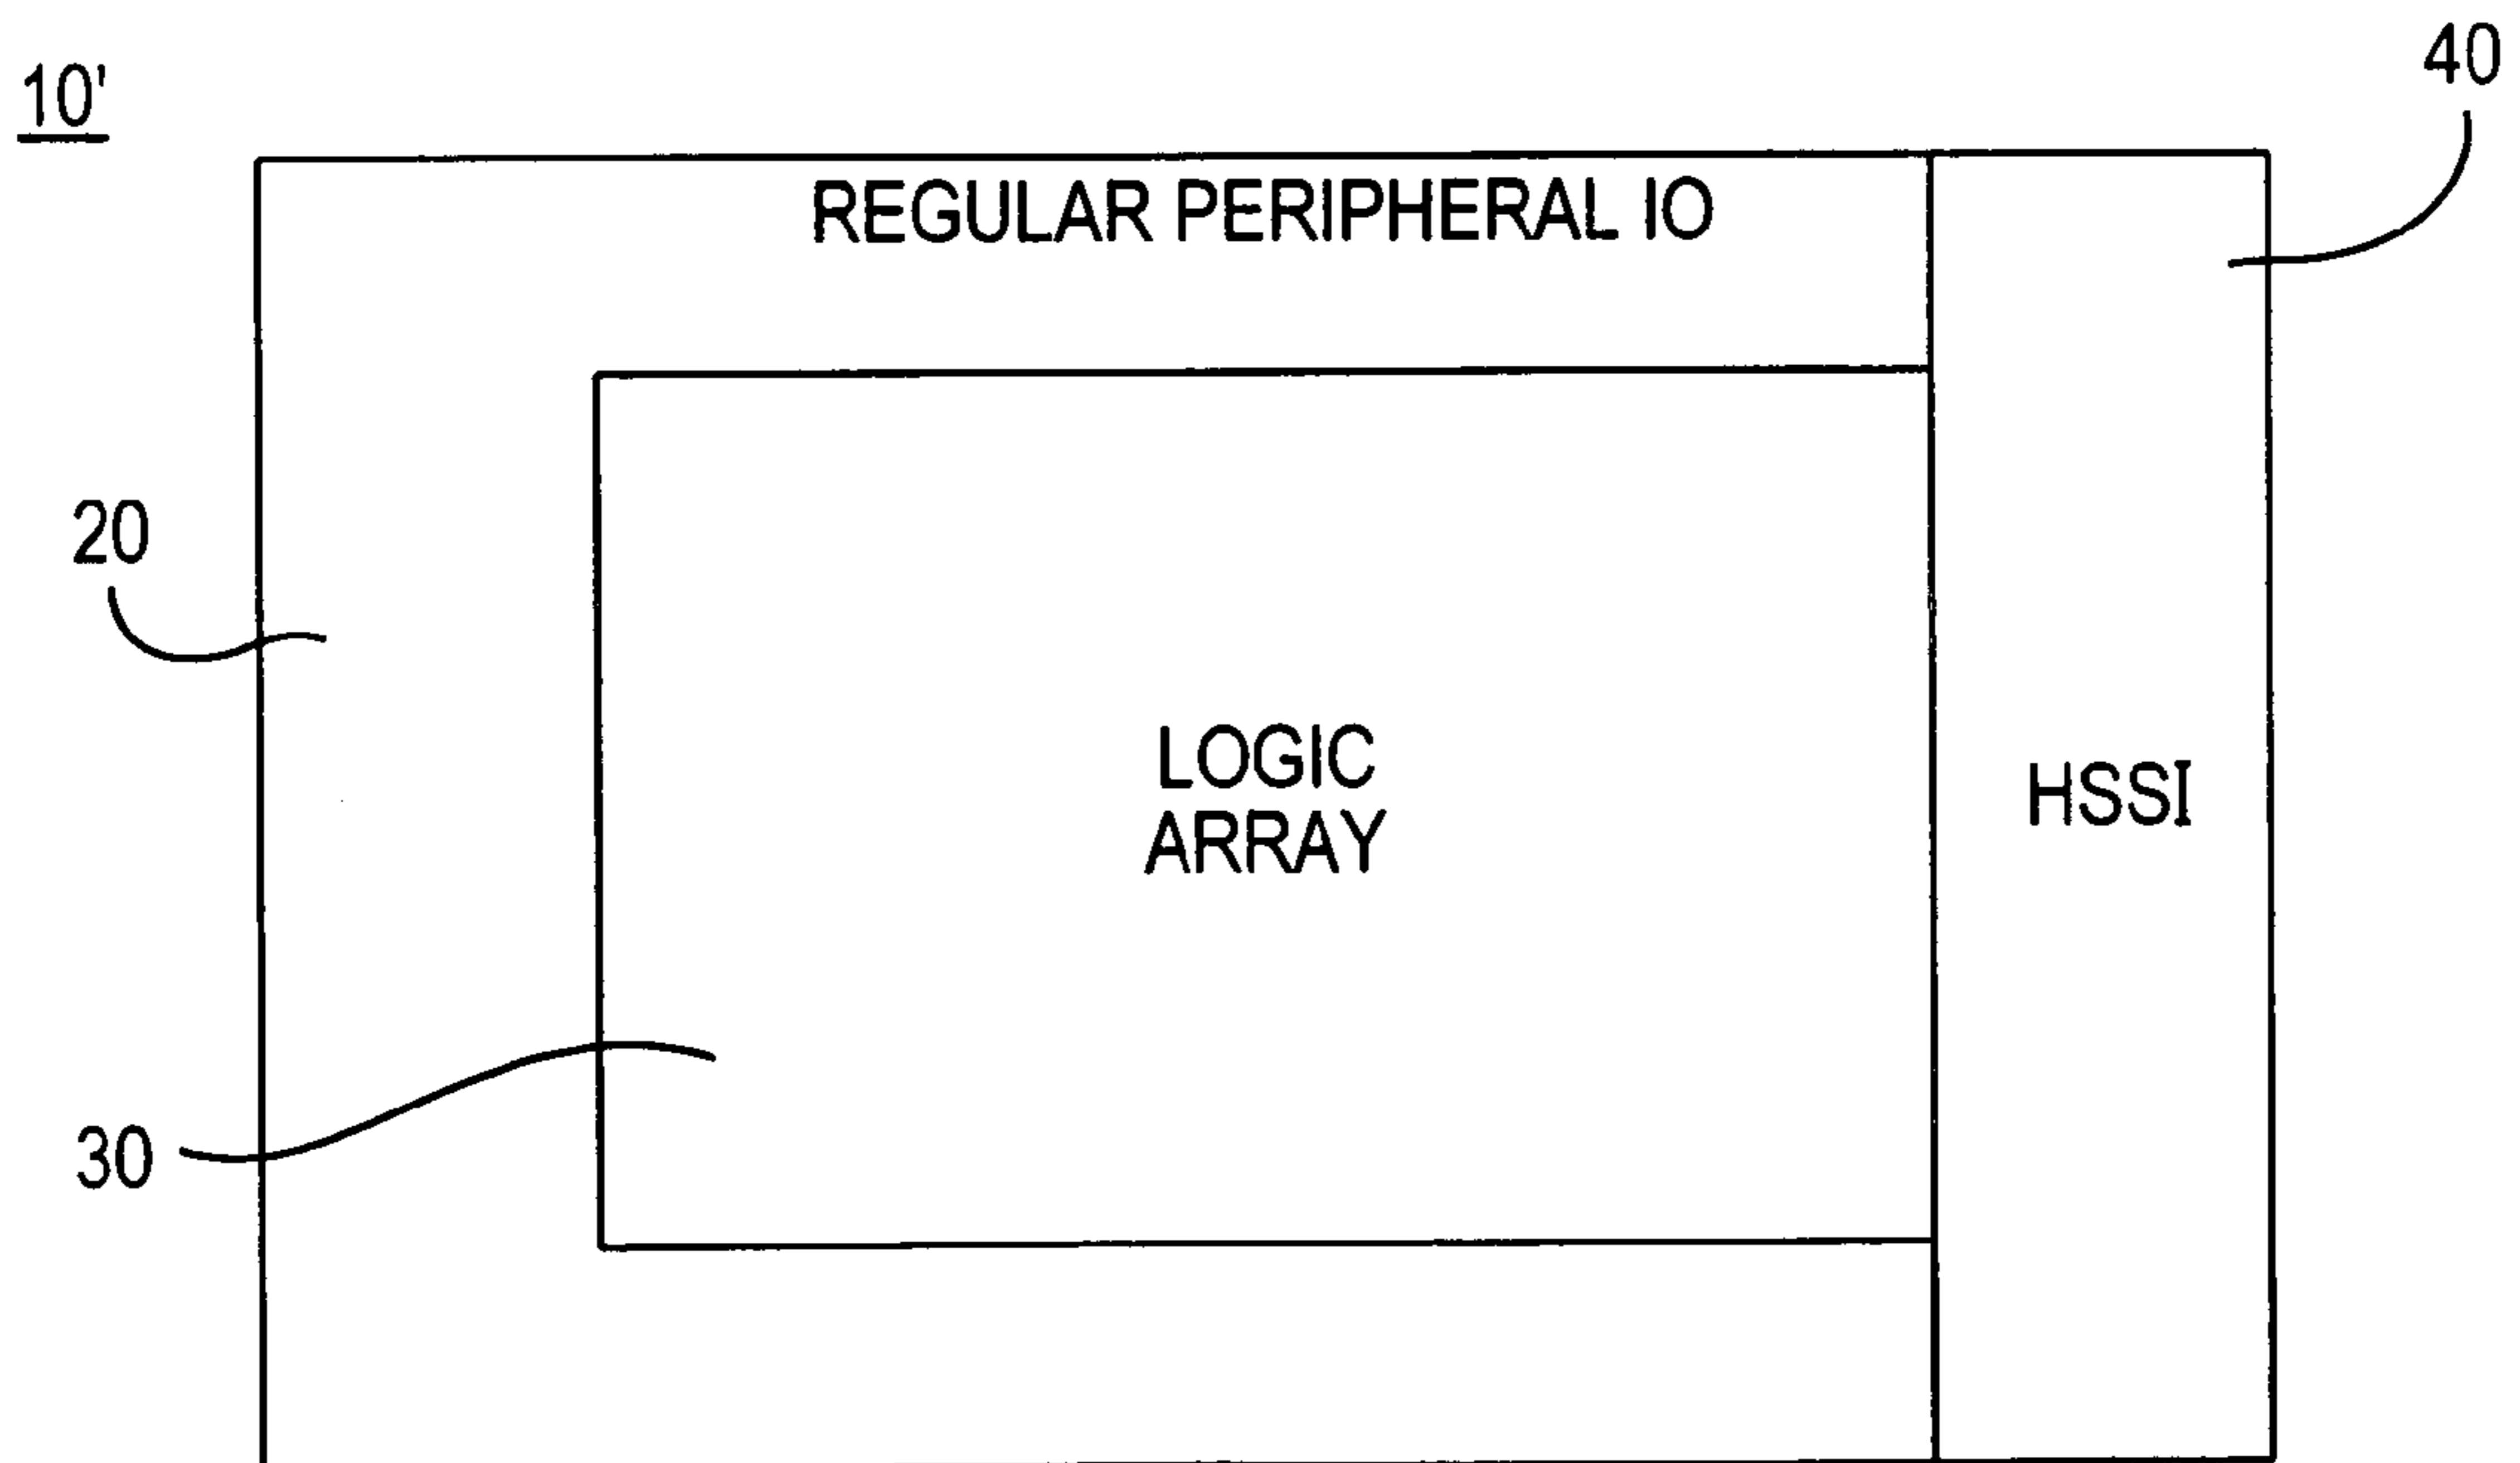 10'
40
REGULAR PERIPHERAL IO
20
LOGIC
ARRAY
HSSI
30